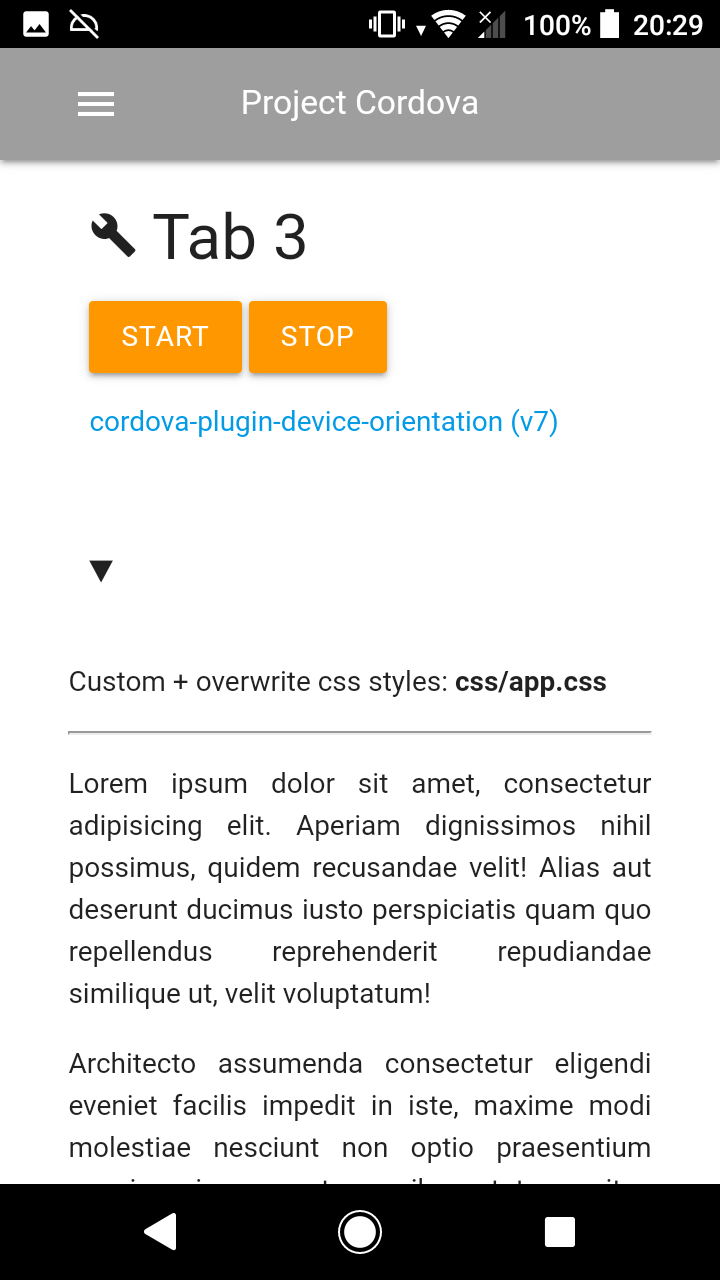 100% 20:29
Project Cordova
Tab 3
START STOP
cordova-plugin-device-orientation (v7)
Custom + overwrite css styles: css/app.css
Lorem ipsum dolor sit amet, consectetur
adipisicing elit. Aperiam dignissimos nihil
possimus, quidem recusandae velit! Alias aut
deserunt ducimus iusto perspiciatis quam quo
repellendus reprehenderit repudiandae
similique ut, velit voluptatum!
Architecto assumenda consectetur eligendi
eveniet facilis impedit in iste, maxime modi
molestiae nesciunt non optio praesentium